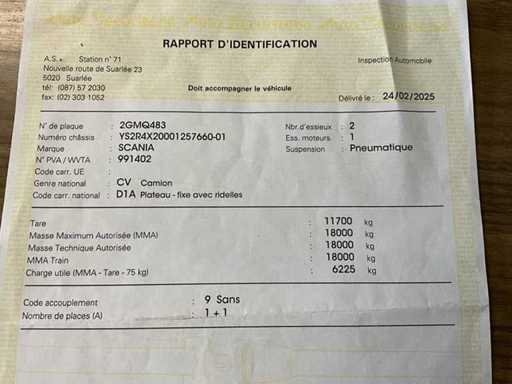 RAPPORT D'IDENTIFICATION
A.S. Station n° 71
Nouvelle route de Suarlée 23
5020 Suarlée
tél: (087) 57 2030
fax: (02) 303 1052
Inspection Automobile
Doit accompagner le véhicule
Délivré le : 24/02/2025
N° de plaque : 2GMQ483
Numéro châssis : YS2R4X20001257660-01
Marque : SCANIA
N° PVA / WVTA : 991402
Code carr. UE :
Genre national : CV Camion
Code carr. national : D1A Plateau - fixe avec ridelles
Nbr. d'essieux : 2
Ess. moteurs : 1
Suspension : Pneumatique
Tare : 11700 kg
Masse Maximum Autorisée (MMA) : 18000 kg
Masse Technique Autorisée : 18000 kg
MMA Train : 18000 kg
Charge utile (MMA - Tare - 75 kg) : 6225 kg
Code accouplement : 9 Sans
Nombre de places (A) : 1 + 1